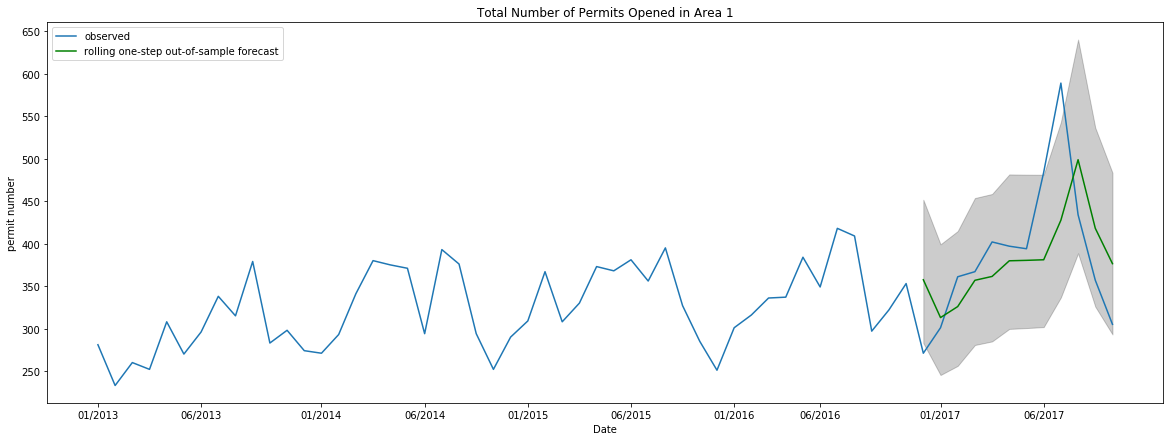 Total Number of Permits Opened in Area 1
observed
rolling one-step out-of-sample forecast
650
600
550
500
450
400
350
300
250
permit number
01/2013 06/2013 01/2014 06/2014 01/2015 06/2015 01/2016 06/2016 01/2017 06/2017
Date